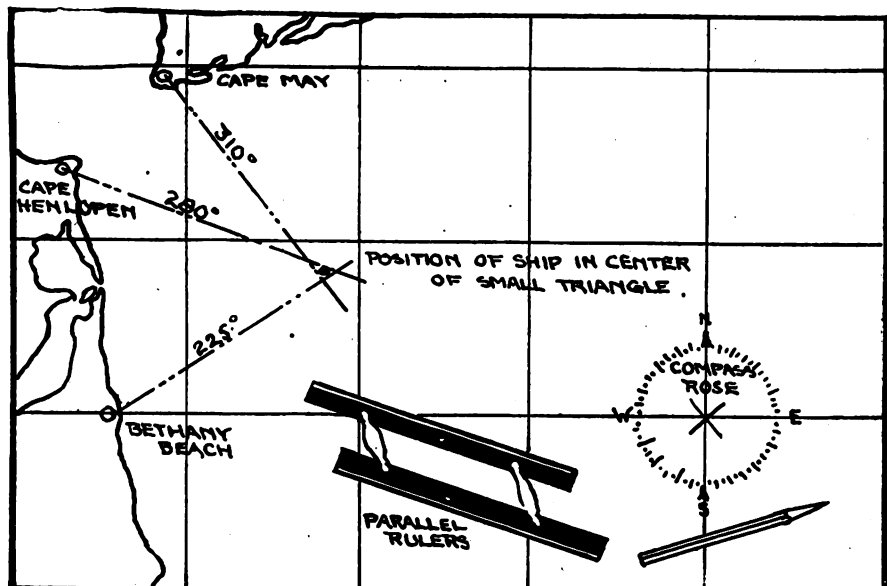 CAPE MAY
310°
CAPE
HENLOPEN
280°
POSITION OF SHIP IN CENTER
OF SMALL TRIANGLE.
225°
N
COMPASS
ROSE
W
E
S
BETHANY
BEACH
PARALLEL
RULERS